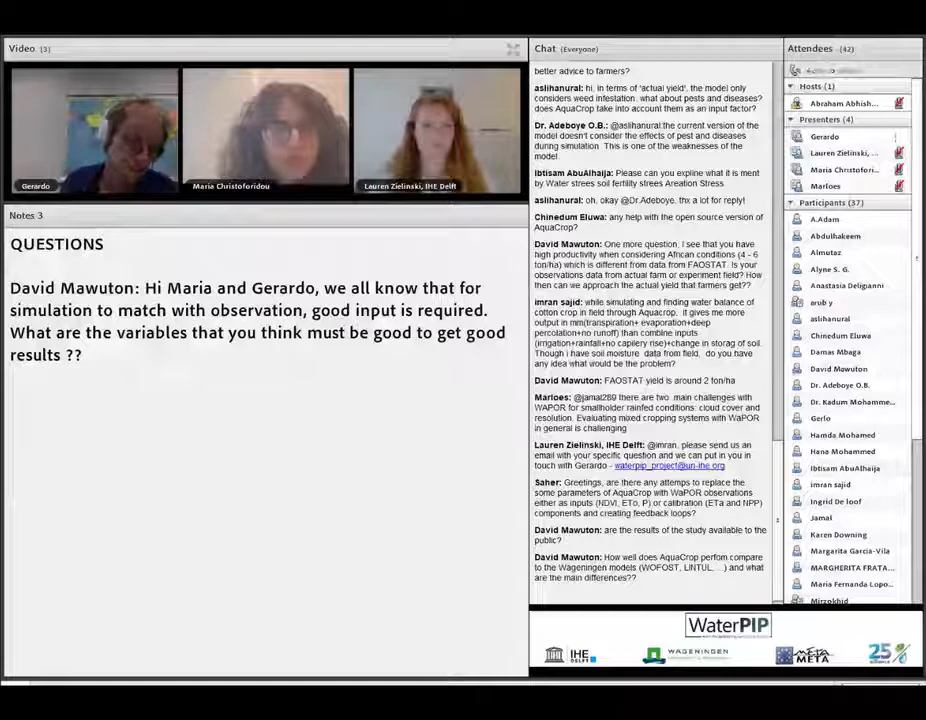 Video (3)
Gerardo
Maria Christoforidou
Lauren Zielinski, IHE Delft
Notes 3
QUESTIONS
David Mawuton: Hi Maria and Gerardo, we all know that for
simulation to match with observation, good input is required.
What are the variables that you think must be good to get good
results ??
Chat (Everyone)
better advice to farmers?
aslihanural: hi, in terms of 'actual yield', the model only
considers weed infestation. what about pests and diseases?
does AquaCrop take into account them as an input factor?
Dr. Adeboye O.B.: @aslihanural:the current version of the
model doesn't consider the effects of pest and diseases
during simulation. This is one of the weaknesses of the
model.
Ibtisam AbuAlhaija: Please can you expline what it is ment
by Water strees soil ferfility strees Areation Stress
aslihanural: oh, okay @Dr.Adeboye. thx a lot for reply!
Chinedum Eluwa: any help with the open source version of
AquaCrop?
David Mawuton: One more question, I see that you have
high productivity when considering African conditions (4 - 6
ton/ha) which is different from data from FAOSTAT. Is your
observations data from actual farm or experiment field? How
then can we approach the actual yield that farmers get??
imran sajid: while simulating and finding water balance of
cotton crop in field through Aquacrop. it gives me more
output in mm(transpiration+ evaporation+deep
percolation+no runoff) than combine inputs
(irrigation+rainfall+no capilery rise)+change in storag of soil.
Though i have soil moisture data from field, do you have
any idea what would be the problem?
David Mawuton: FAOSTAT yield is around 2 ton/ha
Marloes: @jamal289 there are two main challenges with
WAPOR for smallholder rainfed conditions: cloud cover and
resolution. Evaluating mixed cropping systems with WaPOR
in general is challenging
Lauren Zielinski, IHE Delft: @imran, please send us an
email with your specific question and we can put in you in
touch with Gerardo - waterpip_project@un-ihe.org
Saher: Greetings, are there any attemps to replace the
some parameters of AquaCrop with WaPOR observations
either as inputs (NDVI, ETo, P) or calibration (ETa and NPP)
components and creating feedback loops?
David Mawuton: are the results of the study available to the
public?
David Mawuton: How well does AquaCrop perfom compare
to the Wageningen models (WOFOST, LINTUL, ...) and what
are the main differences??
Attendees (42)
Hosts (1)
Abraham Abhish...
Presenters (4)
Gerardo
Lauren Zielinski, ...
Maria Christofori...
Marloes
Participants (37)
A.Adam
Abdulhakeem
Almutaz
Alyne S. G.
Anastasia Deligianni
arub y
aslihanural
Chinedum Eluwa
Damas Mbaga
David Mawuton
Dr. Adeboye O.B.
Dr. Kadum Mohamme...
Gerlo
Hamda Mohamed
Hana Mohammed
Ibtisam AbuAlhaija
imran sajid
Ingrid De loof
Jamal
Karen Downing
Margarita Garcia-Vila
MARGHERITA FRATA...
Maria Fernanda Lopo...
Mirzokhid
WaterPIP
IHE
DELFT
WAGENINGEN
META
META
25